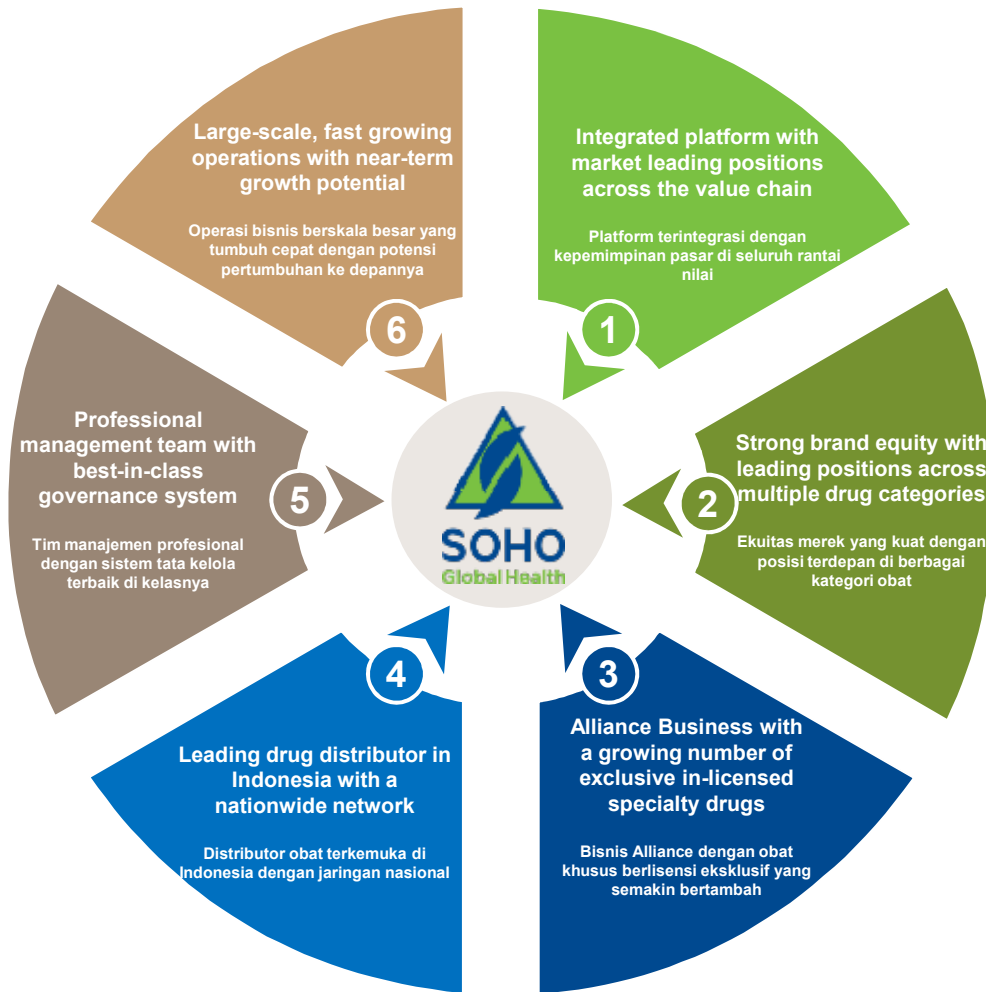 Integrated platform with
market leading positions
across the value chain
Platform terintegrasi dengan
kepemimpinan pasar di seluruh rantai
nilai
1
Strong brand equity with
leading positions across
multiple drug categories
Ekuitas merek yang kuat dengan
posisi terdepan di berbagai
kategori obat
2
Alliance Business with
a growing number of
exclusive in-licensed
specialty drugs
Bisnis Alliance dengan obat
khusus berlisensi eksklusif yang
semakin bertambah
3
Leading drug distributor in
Indonesia with a
nationwide network
Distributor obat terkemuka di
Indonesia dengan jaringan nasional
4
Professional
management team with
best-in-class
governance system
Tim manajemen profesional
dengan sistem tata kelola
terbaik di kelasnya
5
Large-scale, fast growing
operations with near-term
growth potential
Operasi bisnis berskala besar yang
tumbuh cepat dengan potensi
pertumbuhan ke depannya
6
SOHO
Global Health